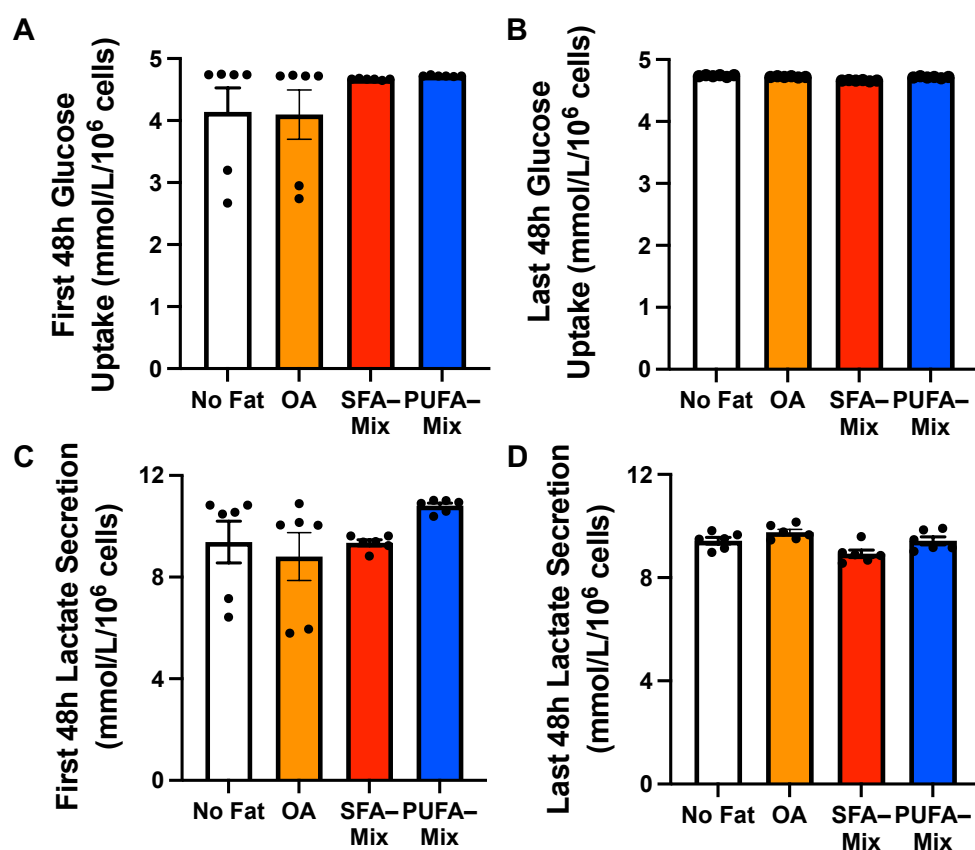 A
First 48h Glucose
Uptake (mmol/L/10⁶ cells)
5
4
3
2
1
0
No Fat
OA
SFA–
Mix
PUFA–
Mix
B
Last 48h Glucose
Uptake (mmol/L/10⁶ cells)
5
4
3
2
1
0
No Fat
OA
SFA–
Mix
PUFA–
Mix
C
First 48h Lactate Secretion
(mmol/L/10⁶ cells)
12
9
6
3
0
No Fat
OA
SFA–
Mix
PUFA–
Mix
D
Last 48h Lactate Secretion
(mmol/L/10⁶ cells)
12
8
4
0
No Fat
OA
SFA–
Mix
PUFA–
Mix